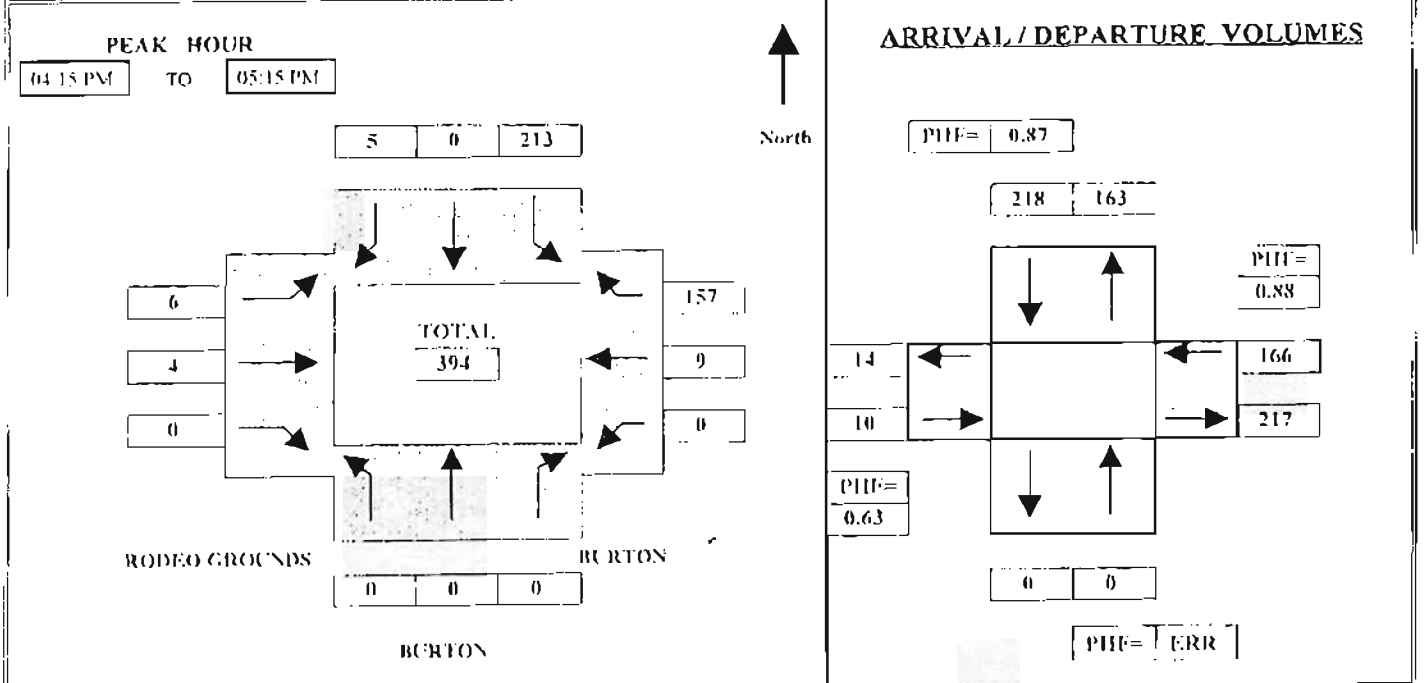 PEAK HOUR
04:15 PM TO 05:15 PM
5 0 213
North
6
4
0
TOTAL
394
157
9
0
RODEO GROUNDS
BURTON
0 0 0
BURTON
ARRIVAL / DEPARTURE VOLUMES
PHF= 0.87
218 163
PHF=
0.88
14
10
166
217
PHF=
0.63
0 0
PHF= ERR